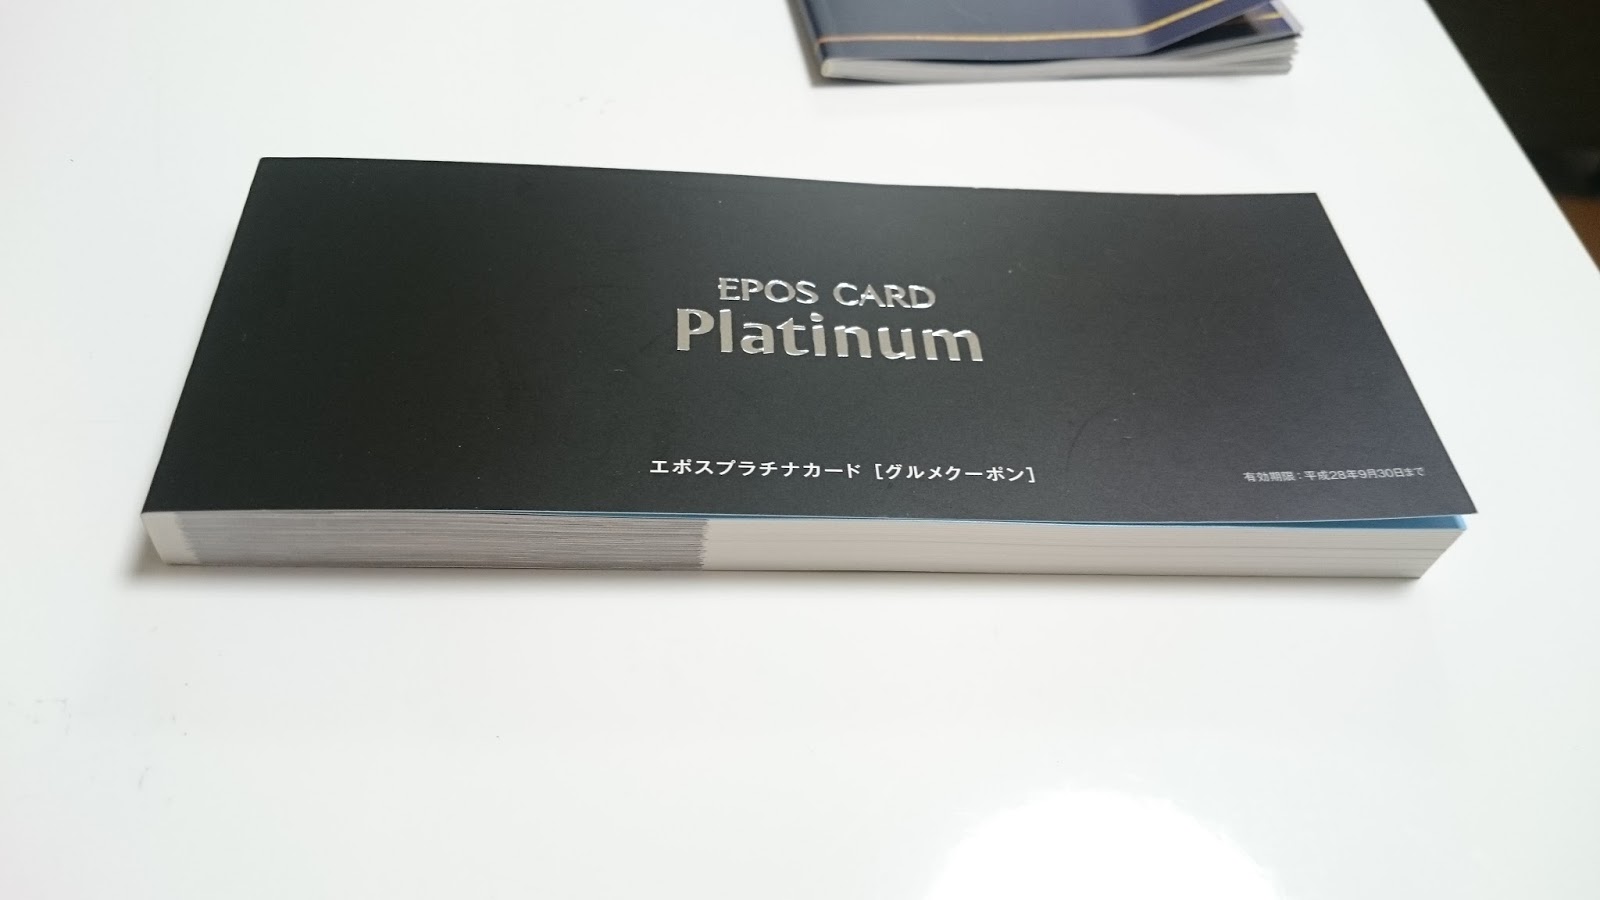 EPOS CARD
Platinum
エポスプラチナカード［グルメクーポン］
有効期限：平成28年9月30日まで